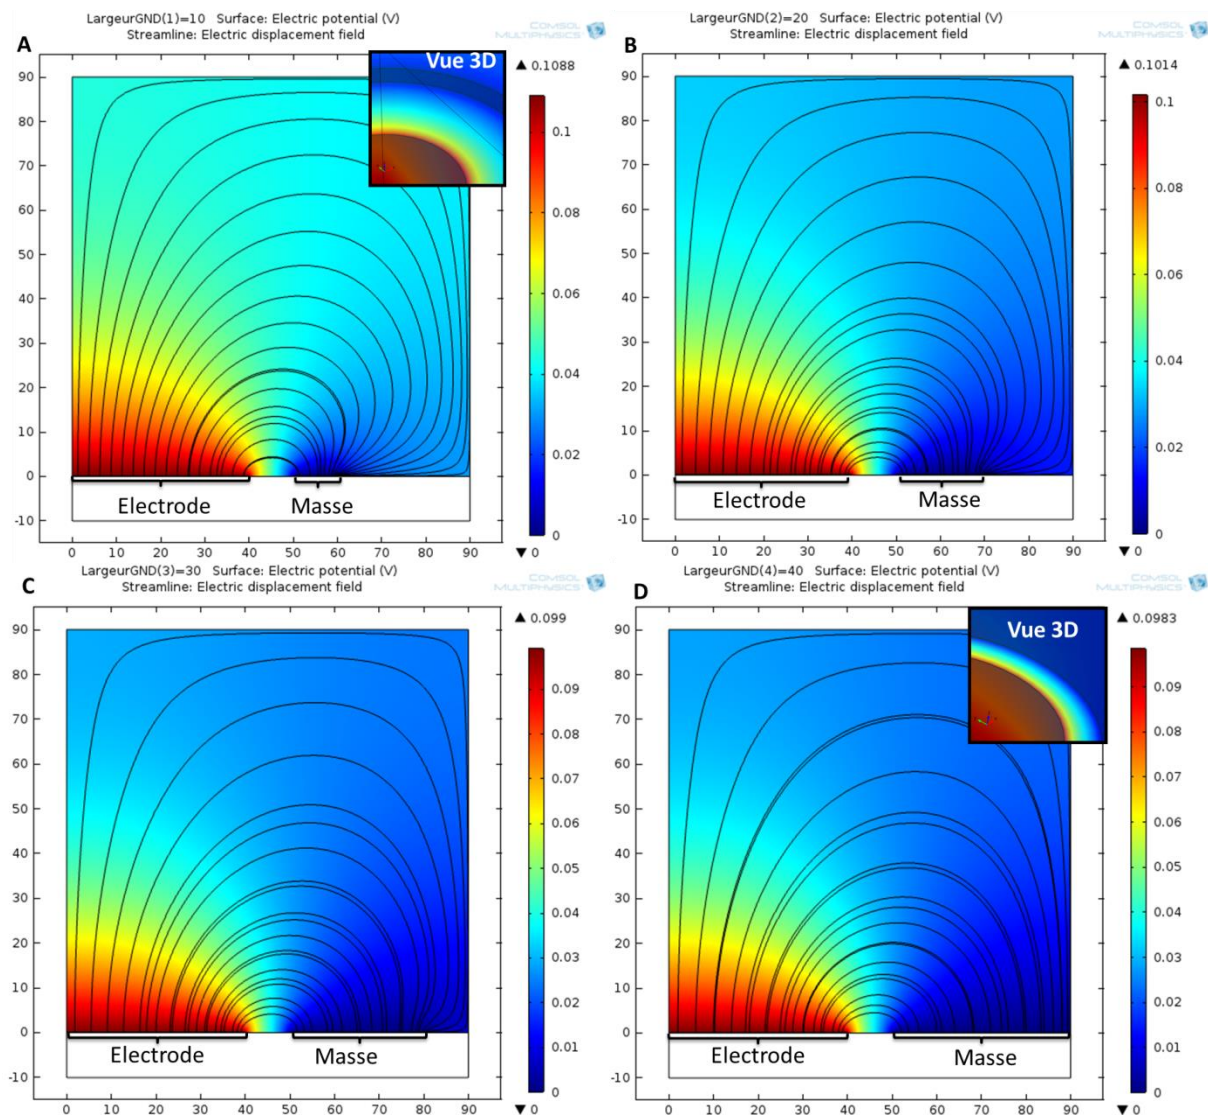 LargeurGND(1)=10 Surface: Electric potential (V)
Streamline: Electric displacement field
COMSOL
MULTIPHYSICS
A
Vue 3D
▲ 0.1088
90
80
70
60
50
40
30
20
10
0
-10
0.1
0.08
0.06
0.04
0.02
0
Electrode
Masse
0 10 20 30 40 50 60 70 80 90
▼ 0
LargeurGND(2)=20 Surface: Electric potential (V)
Streamline: Electric displacement field
COMSOL
MULTIPHYSICS
B
▲ 0.1014
90
80
70
60
50
40
30
20
10
0
-10
0.1
0.08
0.06
0.04
0.02
0
Electrode
Masse
0 10 20 30 40 50 60 70 80 90
▼ 0
LargeurGND(3)=30 Surface: Electric potential (V)
Streamline: Electric displacement field
COMSOL
MULTIPHYSICS
C
▲ 0.099
90
80
70
60
50
40
30
20
10
0
-10
0.09
0.08
0.07
0.06
0.05
0.04
0.03
0.02
0.01
0
Electrode
Masse
0 10 20 30 40 50 60 70 80 90
▼ 0
LargeurGND(4)=40 Surface: Electric potential (V)
Streamline: Electric displacement field
COMSOL
MULTIPHYSICS
D
Vue 3D
▲ 0.0983
90
80
70
60
50
40
30
20
10
0
-10
0.09
0.08
0.07
0.06
0.05
0.04
0.03
0.02
0.01
0
Electrode
Masse
0 10 20 30 40 50 60 70 80 90
▼ 0